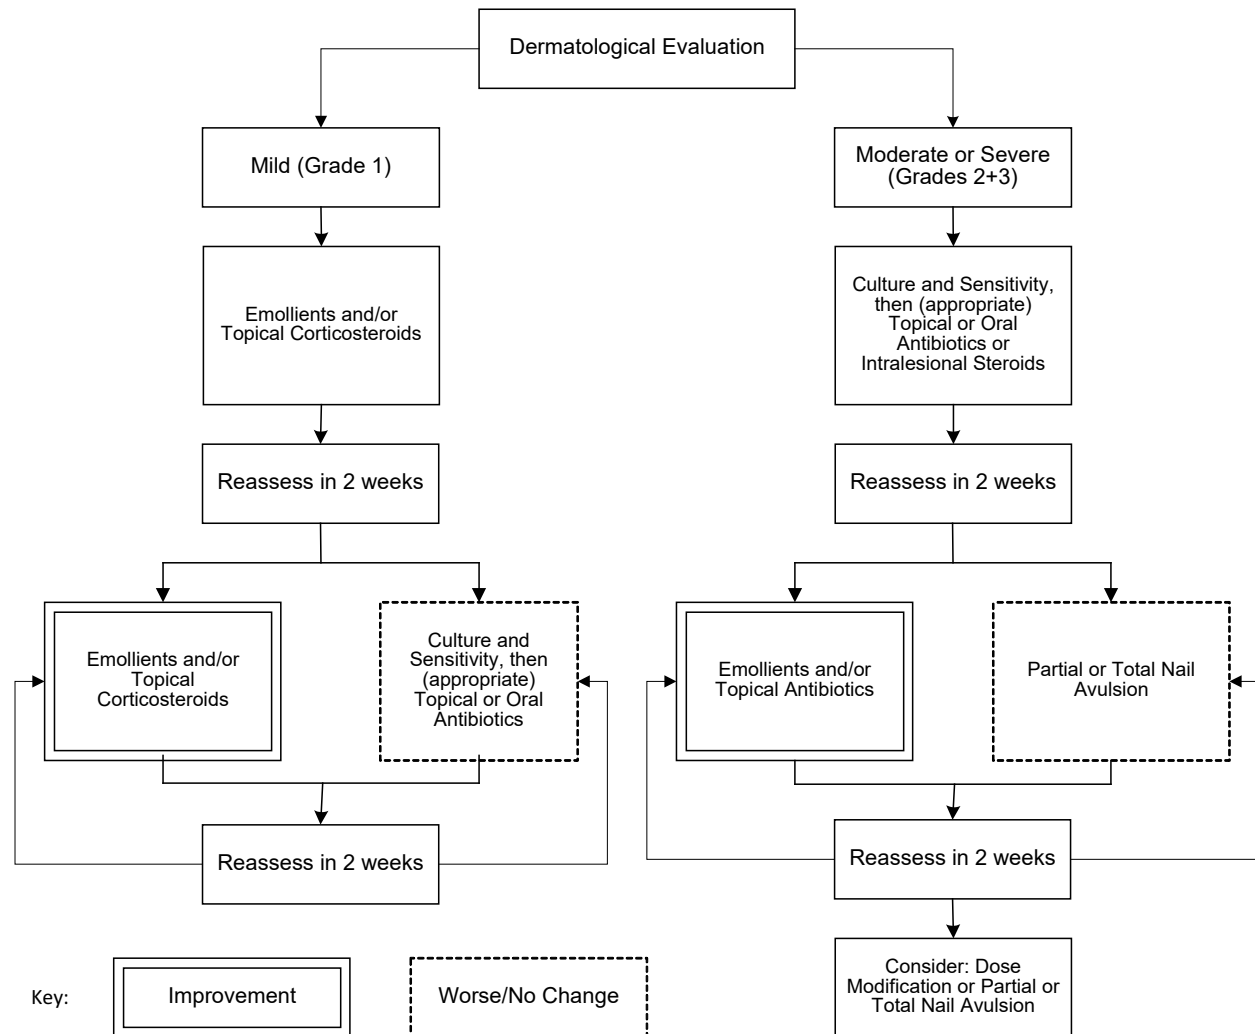 Dermatological Evaluation
Mild (Grade 1)
Moderate or Severe
(Grades 2+3)
Emollients and/or
Topical Corticosteroids
Culture and Sensitivity,
then (appropriate)
Topical or Oral
Antibiotics or
Intralesional Steroids
Reassess in 2 weeks
Reassess in 2 weeks
Emollients and/or
Topical
Corticosteroids
Culture and
Sensitivity, then
(appropriate)
Topical or Oral
Antibiotics
Emollients and/or
Topical Antibiotics
Partial or Total Nail
Avulsion
Reassess in 2 weeks
Reassess in 2 weeks
Consider: Dose
Modification or Partial or
Total Nail Avulsion
Key:
Improvement
Worse/No Change